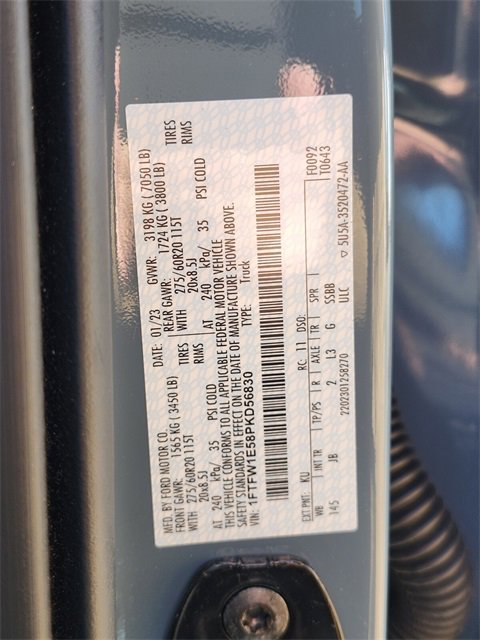 MFD. BY FORD MOTOR CO.
DATE: 01/23 GVWR: 3198 KG (7050 LB)
FRONT GAWR: 1565 KG (3450 LB) REAR GAWR: 1724 KG (3800 LB)
WITH 275/60R20 115T TIRES WITH 275/60R20 115T TIRES
20x8.5J RIMS 20x8.5J RIMS
AT 240 kPa/ 35 PSI COLD AT 240 kPa/ 35 PSI COLD
THIS VEHICLE CONFORMS TO ALL APPLICABLE FEDERAL MOTOR VEHICLE
SAFETY STANDARDS IN EFFECT ON THE DATE OF MANUFACTURE SHOWN ABOVE.
VIN: 1FTFW1E58PKD56830 TYPE: Truck
EXT PNT: KU RC: 11 DSO: F0092
T0643
WB INT TR TP/PS R AXLE TR SPR
145 JB 2 L3 G SSBB
2202301258270 ULC ▽ 5U5A-3520472-AA